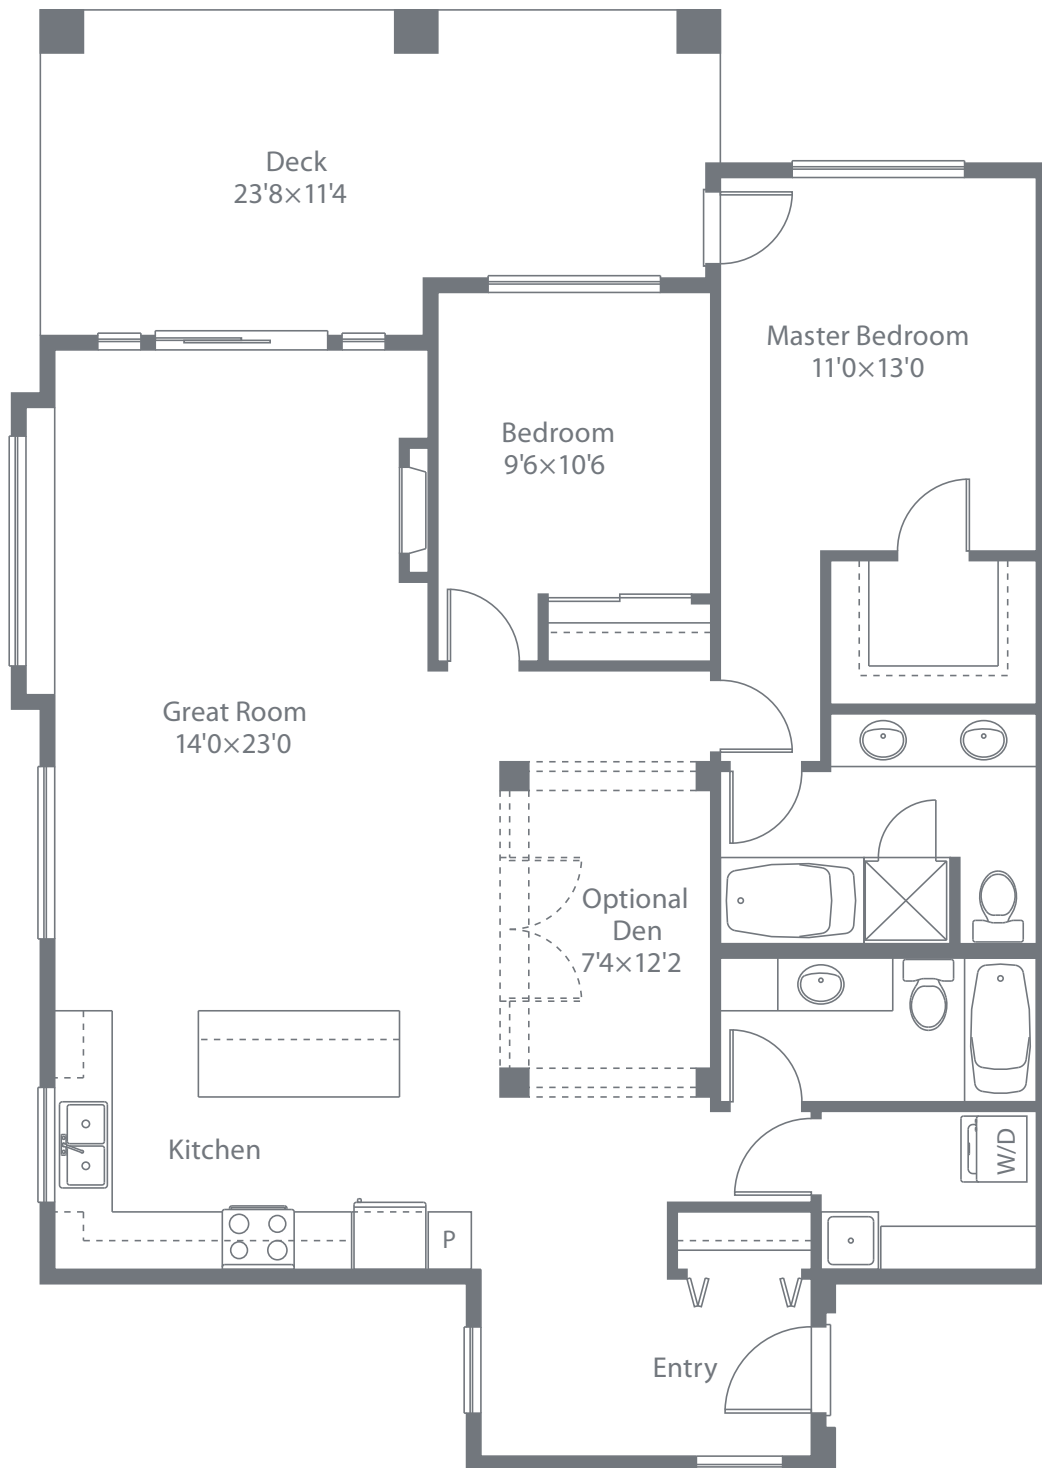 Deck
23'8×11'4
Master Bedroom
11'0×13'0
Bedroom
9'6×10'6
Great Room
14'0×23'0
Optional
Den
7'4×12'2
Kitchen
W/D
P
Entry